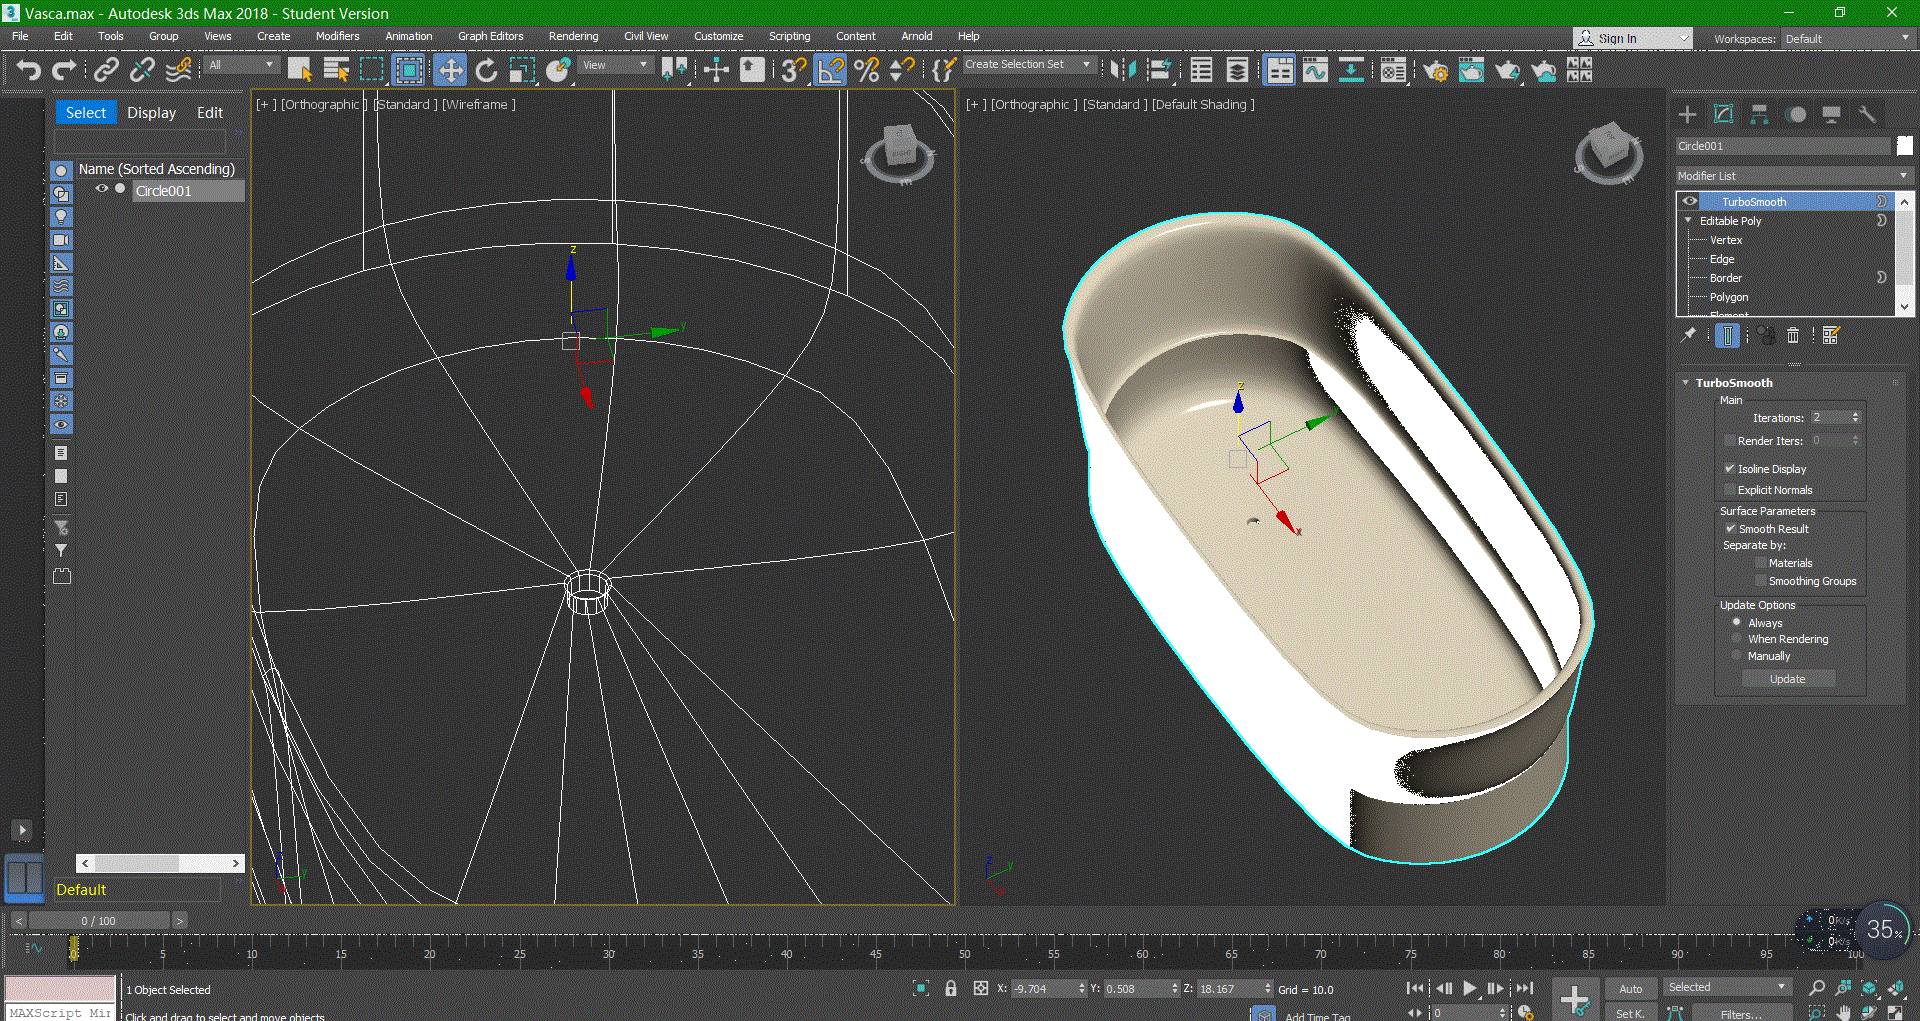 Vasca.max - Autodesk 3ds Max 2018 - Student Version
File Edit Tools Group Views Create Modifiers Animation Graph Editors Rendering Civil View Customize Scripting Content Arnold Help
Sign In Workspaces: Default
All View Create Selection Set
Select Display Edit
Name (Sorted Ascending)
Circle001
[+ ] [Orthographic ] [Standard ] [Wireframe ]
[+ ] [Orthographic ] [Standard ] [Default Shading ]
Circle001
Modifier List
TurboSmooth
Editable Poly
Vertex
Edge
Border
Polygon
Element
TurboSmooth
Main
Iterations: 2
Render Iters: 0
Isoline Display
Explicit Normals
Surface Parameters
Smooth Result
Separate by:
Materials
Smoothing Groups
Update Options
Always
When Rendering
Manually
Update
z
y
z
x
Default
0 / 100
0K/s
0K/s
35%
0 5 10 15 20 25 30 35 40 45 50 55 60 65 70 75 80 85 90 95 100
1 Object Selected
X: -9.704 Y: 0.508 Z: 18.167 Grid = 10.0
Auto Selected
MAXScript Mir
Click and drag to select and move objects
Add Time Tag
0
Set K. Filters...